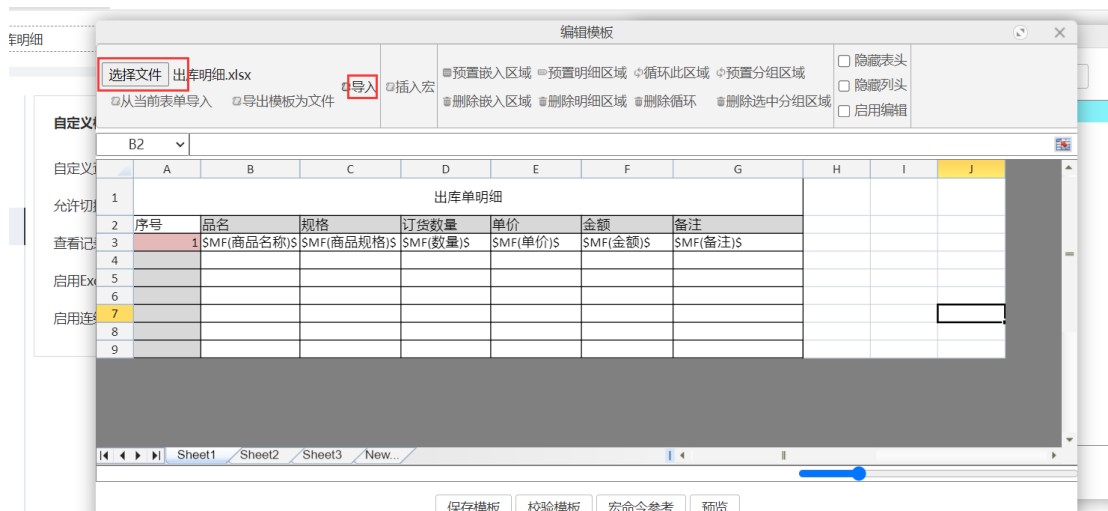 车明细
编辑模板
选择文件 出库明细.xlsx
导入
插入宏
预置嵌入区域 预置明细区域 循环此区域 预置分组区域
从当前表单导入 导出模板为文件
删除嵌入区域 删除明细区域 删除循环 删除选中分组区域
隐藏表头
隐藏列头
启用编辑
自定义
自定义
允许切
查看记
启用Ex
启用连
B2
A B C D E F G H I J
1 出库单明细
2 序号 品名 规格 订货数量 单价 金额 备注
3 1 $MF(商品名称)$ $MF(商品规格)$ $MF(数量)$ $MF(单价)$ $MF(金额)$ $MF(备注)$
4
5
6
7
8
9
Sheet1 Sheet2 Sheet3 New...
保存模板 校验模板 宏命令参考 预览